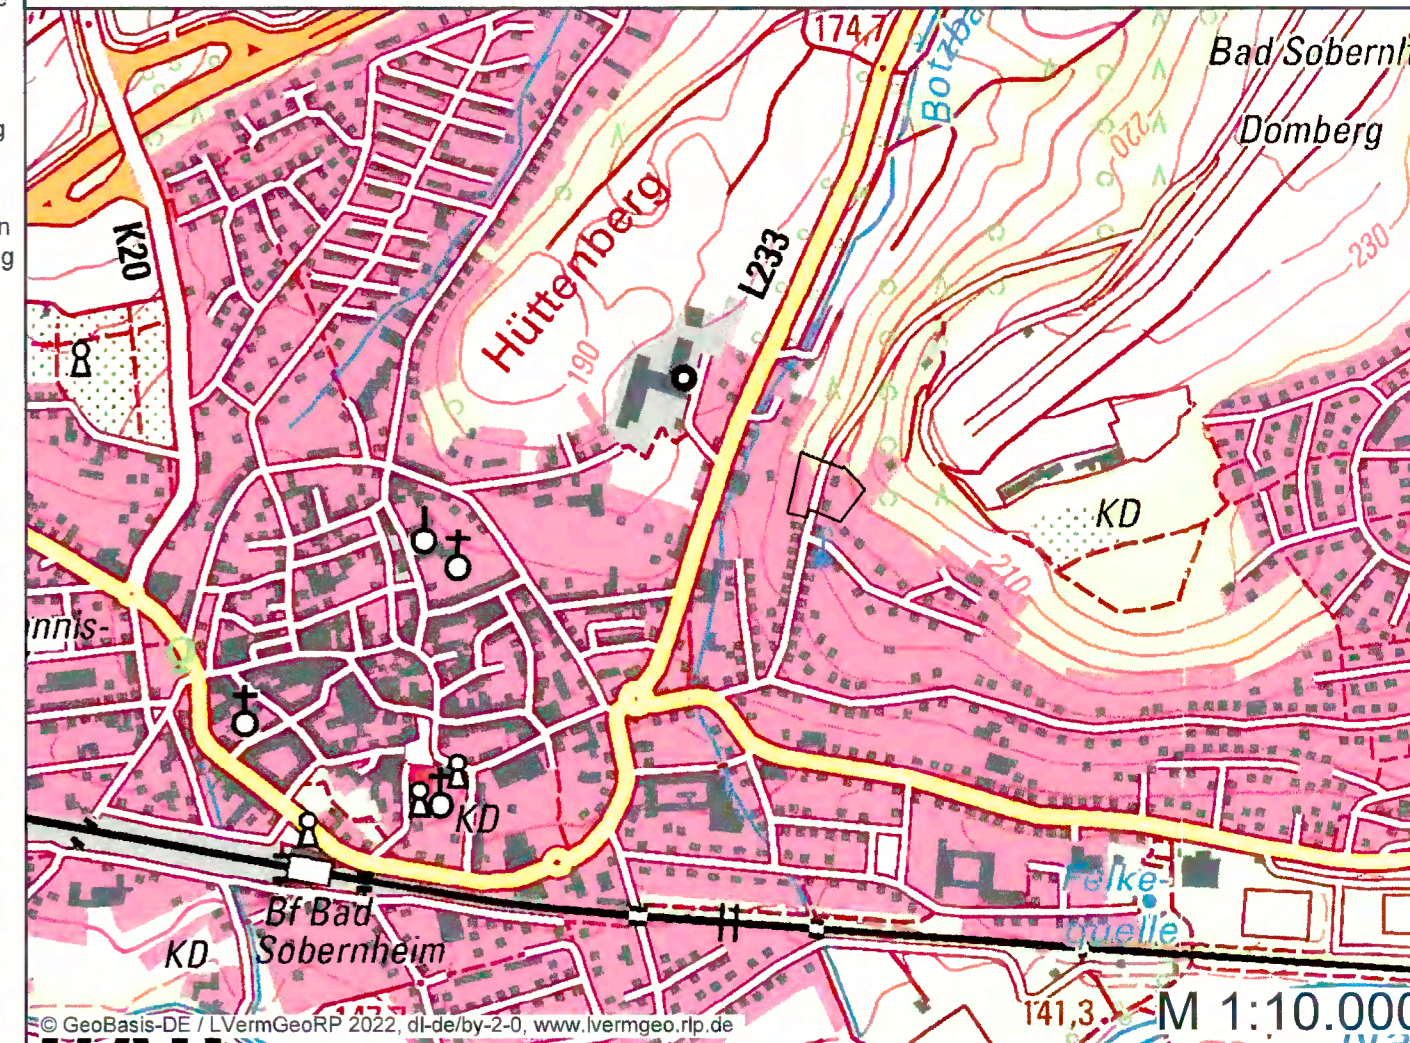 174,7
Botzba
Bad Sobernh
Domberg
220
230
K20
L233
Hüttenberg
190
KD
210
nnis-
KD
Felke-
quelle
Bf Bad
Sobernheim
KD
141,3
M 1:10.000
© GeoBasis-DE / LVermGeoRP 2022, dl-de/by-2-0, www.lvermgeo.rlp.de